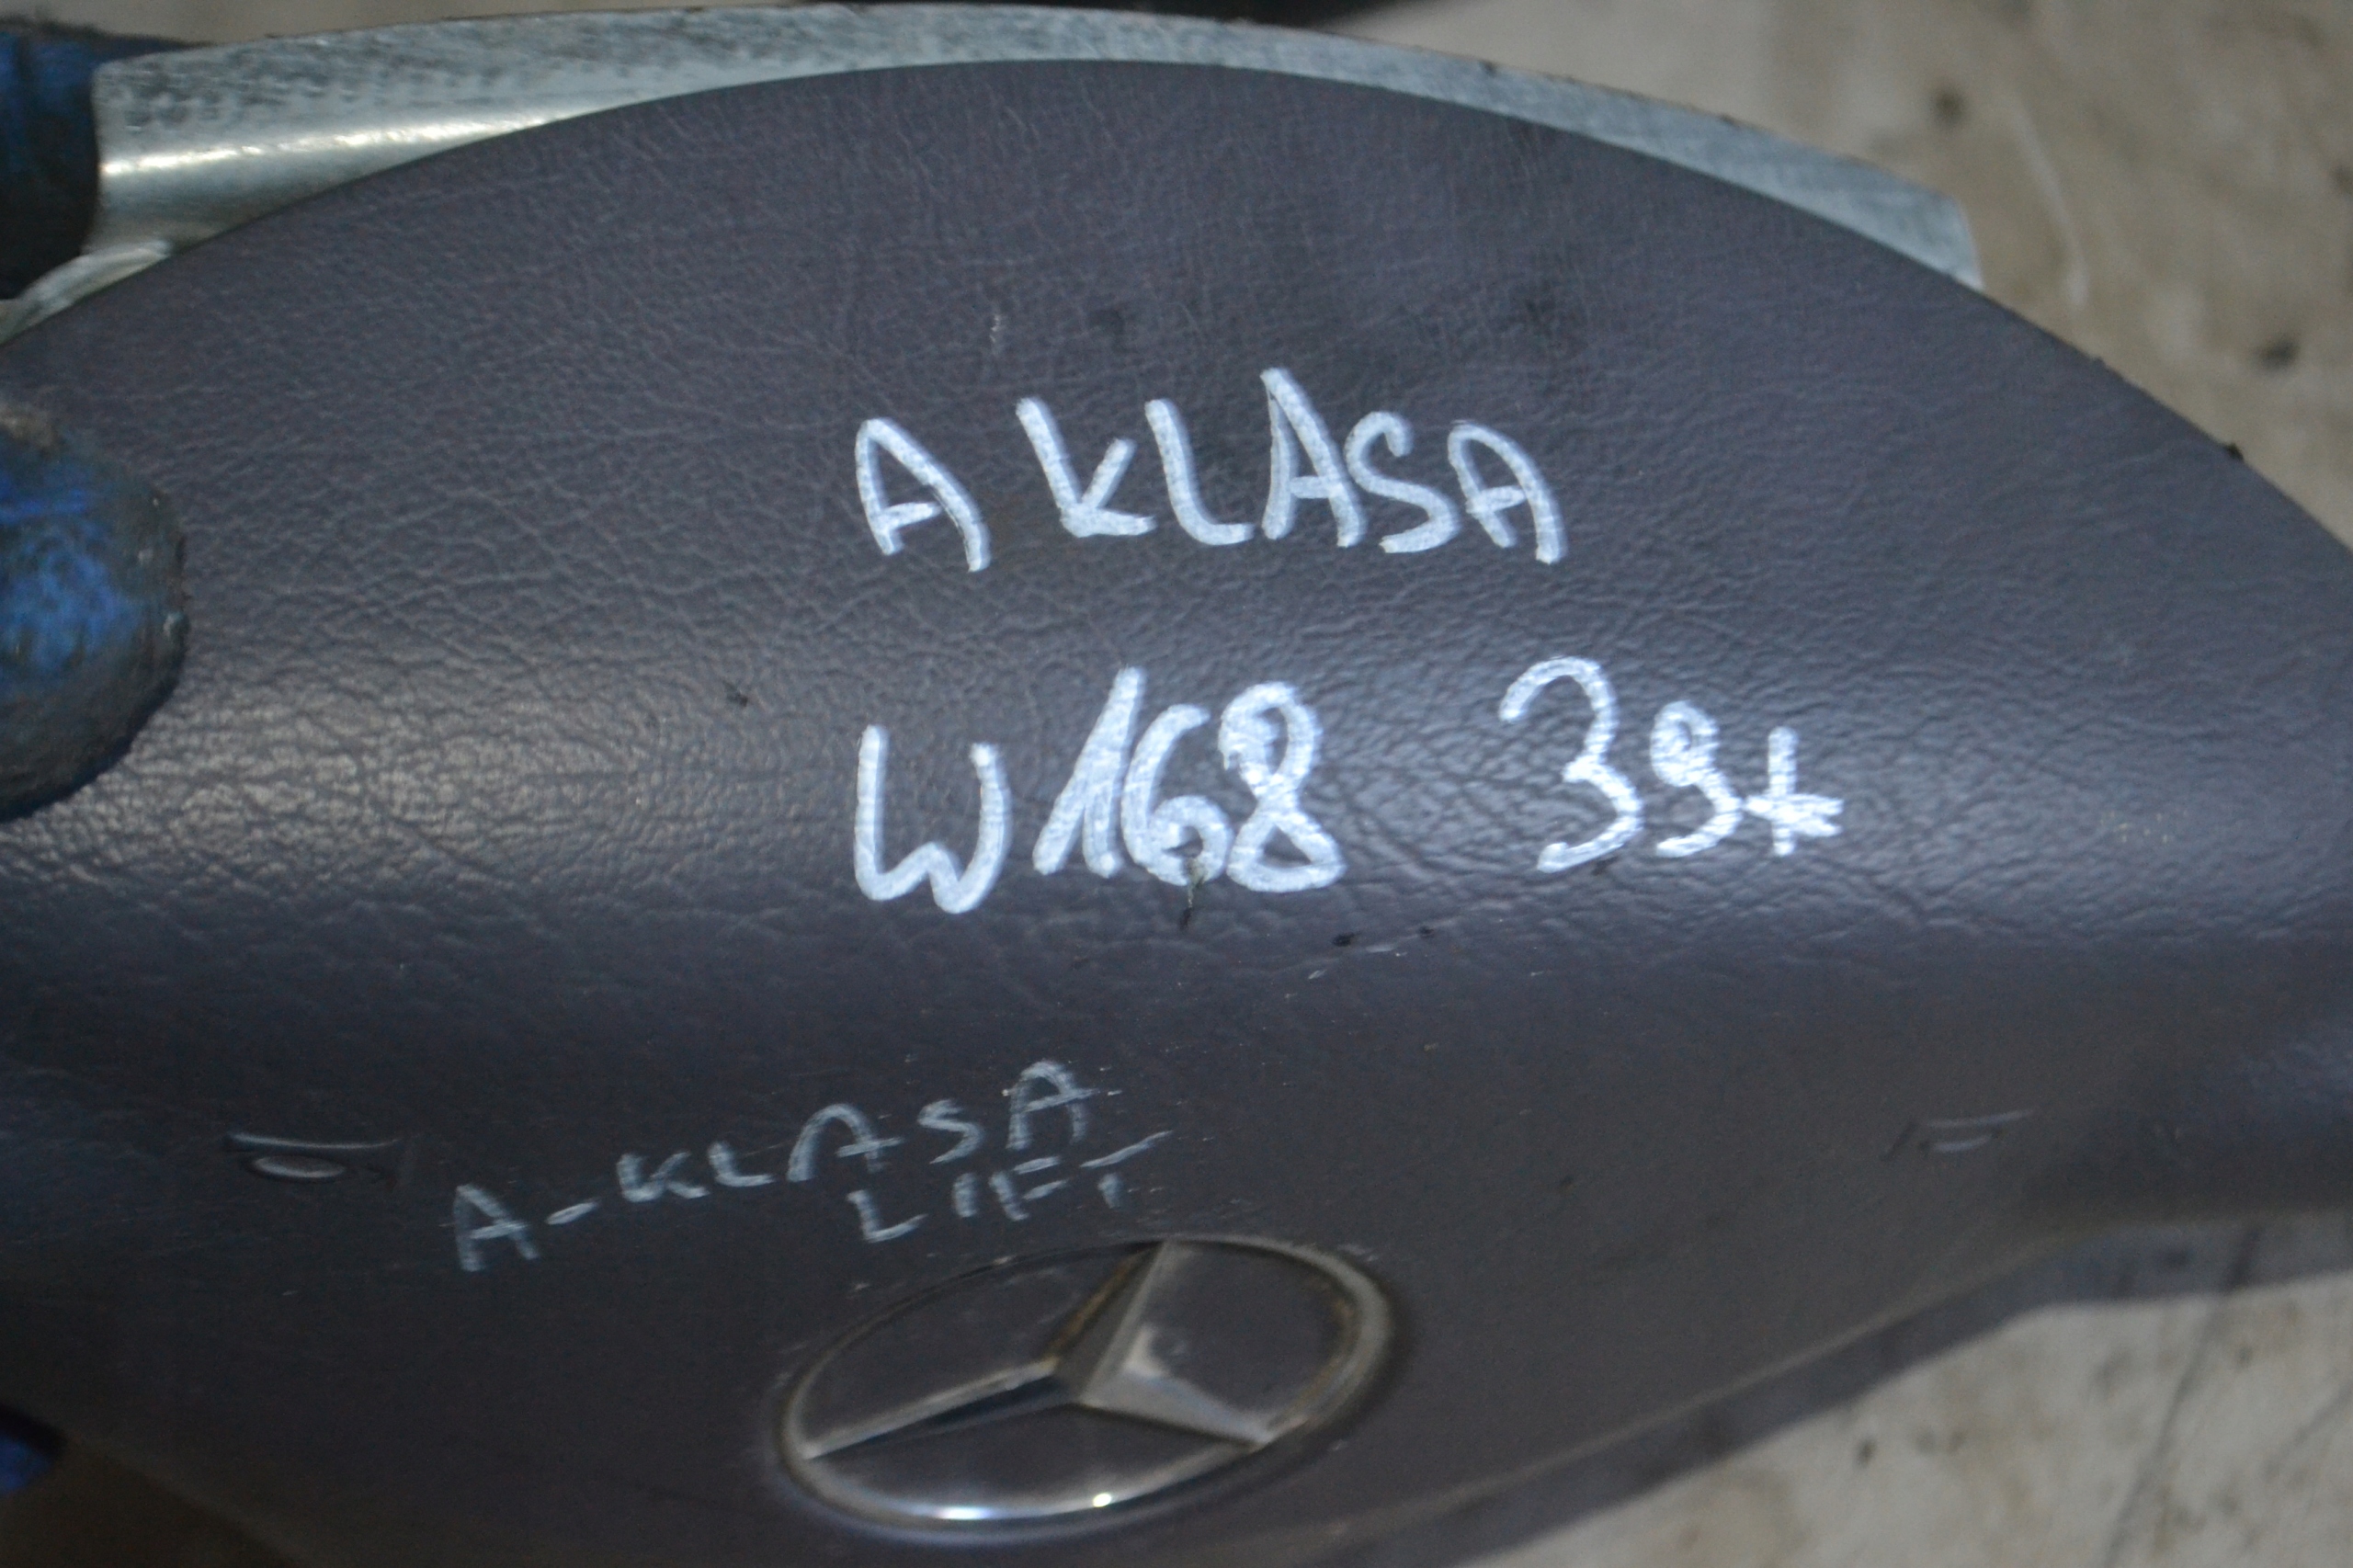 A KLASA
W168 39*
A-KLASA
LIFT